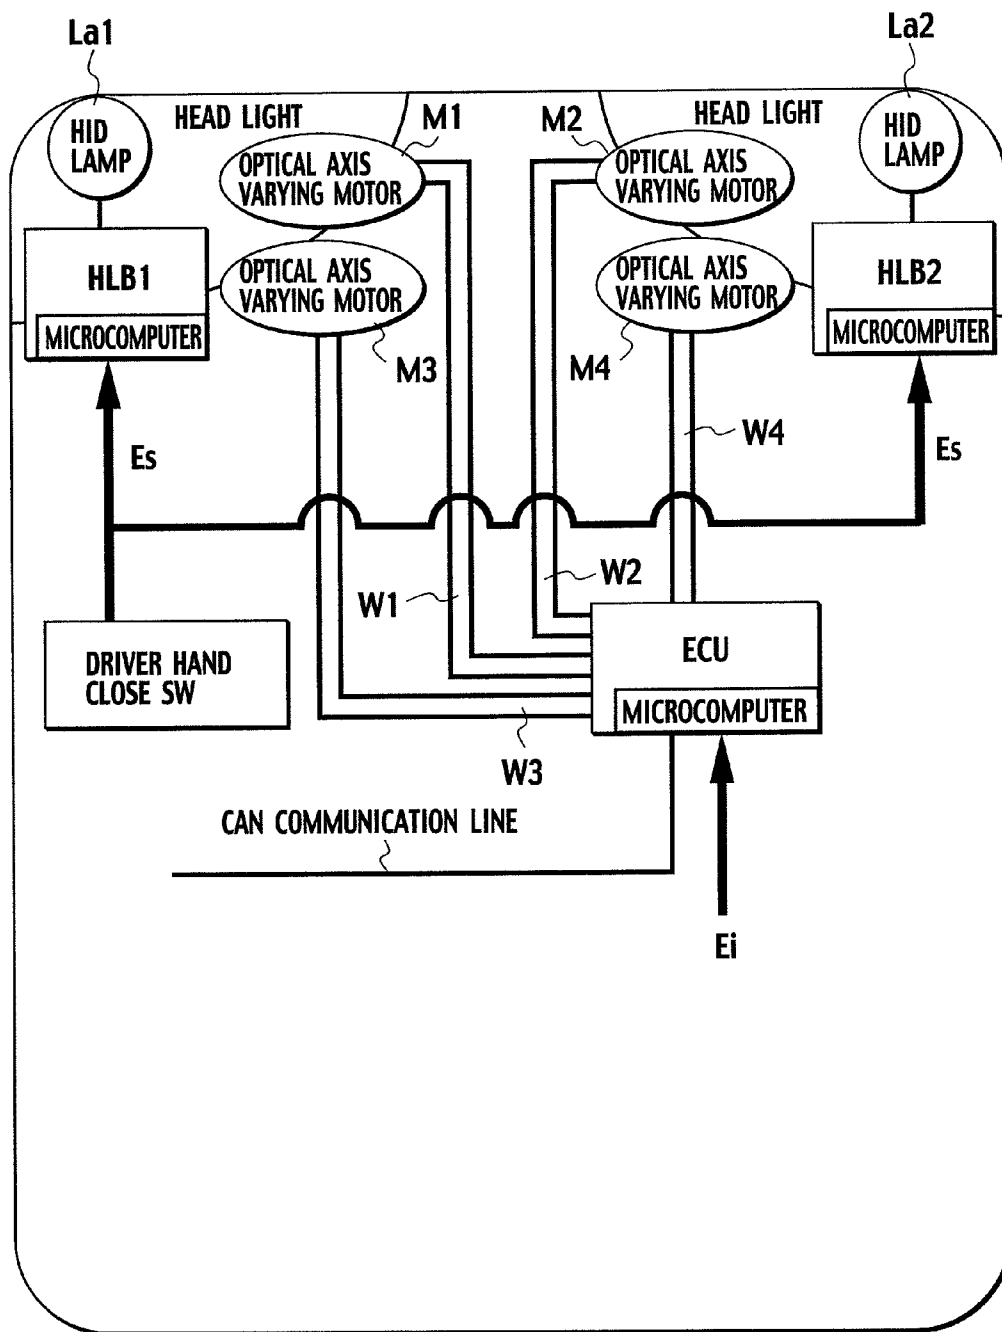 La1
La2
HEAD LIGHT
HEAD LIGHT
HID
LAMP
M1
M2
HID
LAMP
OPTICAL AXIS
VARYING MOTOR
OPTICAL AXIS
VARYING MOTOR
HLB1
MICROCOMPUTER
OPTICAL AXIS
VARYING MOTOR
OPTICAL AXIS
VARYING MOTOR
HLB2
MICROCOMPUTER
M3
M4
Es
W4
Es
W1
W2
DRIVER HAND
CLOSE SW
ECU
MICROCOMPUTER
W3
CAN COMMUNICATION LINE
Ei